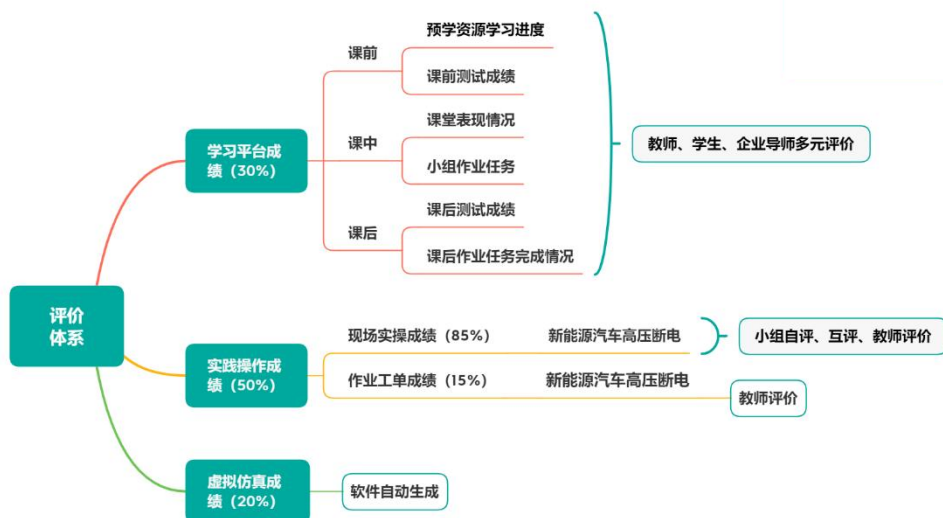 评价
体系
学习平台成
绩（30%）
课前
预学资源学习进度
课前测试成绩
课中
课堂表现情况
小组作业任务
课后
课后测试成绩
课后作业任务完成情况
教师、学生、企业导师多元评价
实践操作成
绩（50%）
现场实操成绩（85%）
新能源汽车高压断电
小组自评、互评、教师评价
作业工单成绩（15%）
新能源汽车高压断电
教师评价
虚拟仿真成
绩（20%）
软件自动生成